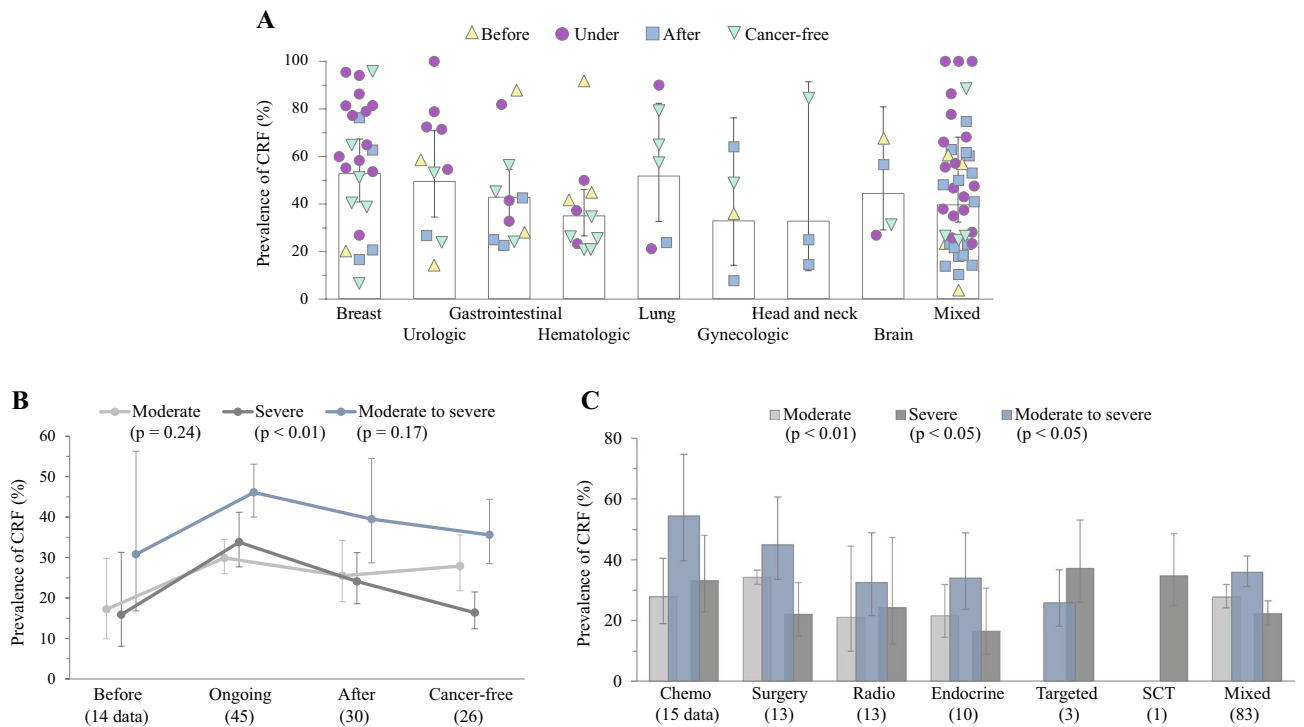 A
Before Under After Cancer-free
Prevalence of CRF (%)
100
80
60
40
20
0
Breast Gastrointestinal Lung Head and neck Mixed
Urologic Hematologic Gynecologic Brain
B
Moderate Severe Moderate to severe
(p = 0.24) (p < 0.01) (p = 0.17)
Prevalence of CRF (%)
60
50
40
30
20
10
0
Before Ongoing After Cancer-free
(14 data) (45) (30) (26)
C
Moderate Severe Moderate to severe
(p < 0.01) (p < 0.05) (p < 0.05)
Prevalence of CRF (%)
80
60
40
20
0
Chemo Surgery Radio Endocrine Targeted SCT Mixed
(15 data) (13) (13) (10) (3) (1) (83)